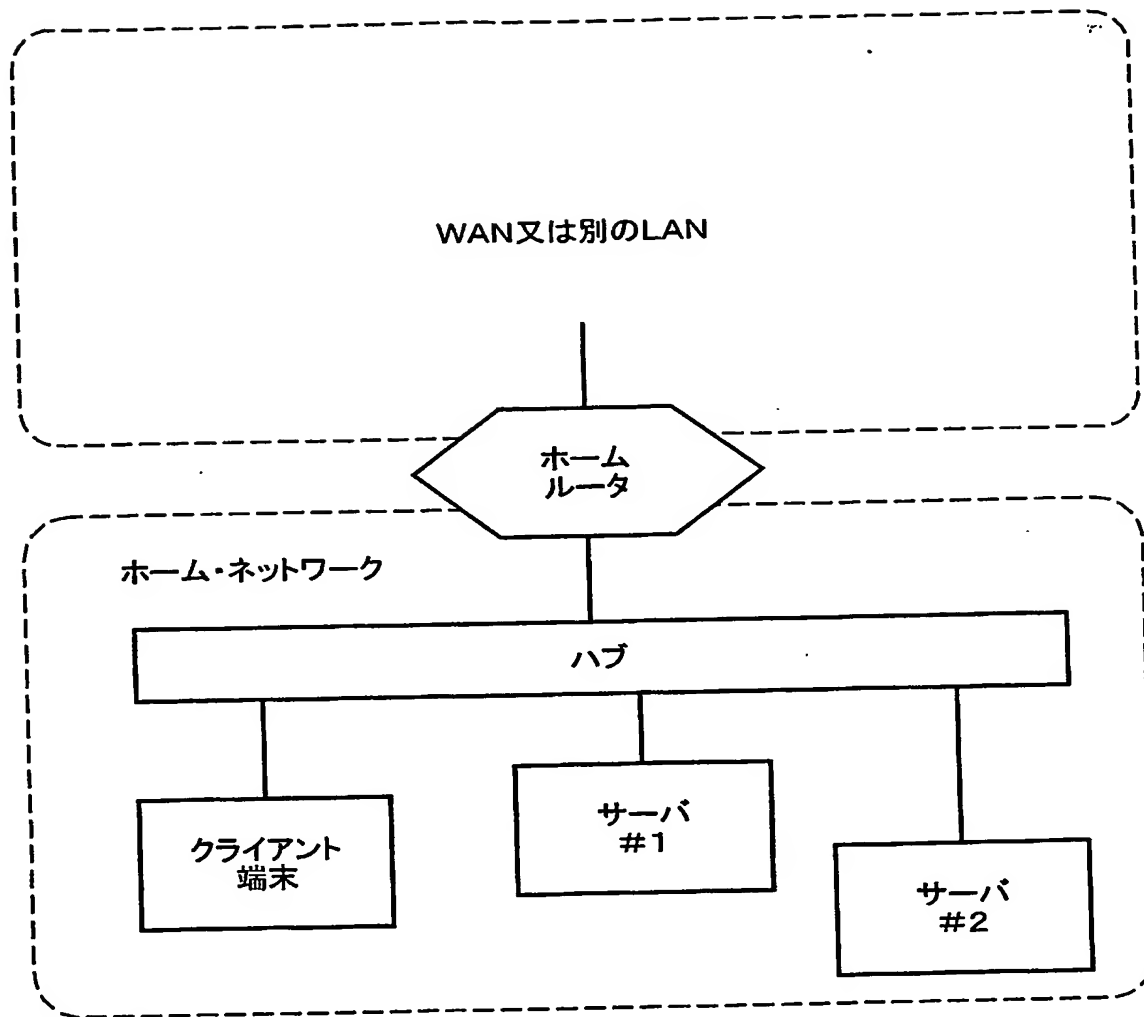 WAN又は別のLAN
ホーム
ルータ
ホーム・ネットワーク
ハブ
サーバ
#1
クライアント
端末
サーバ
#2